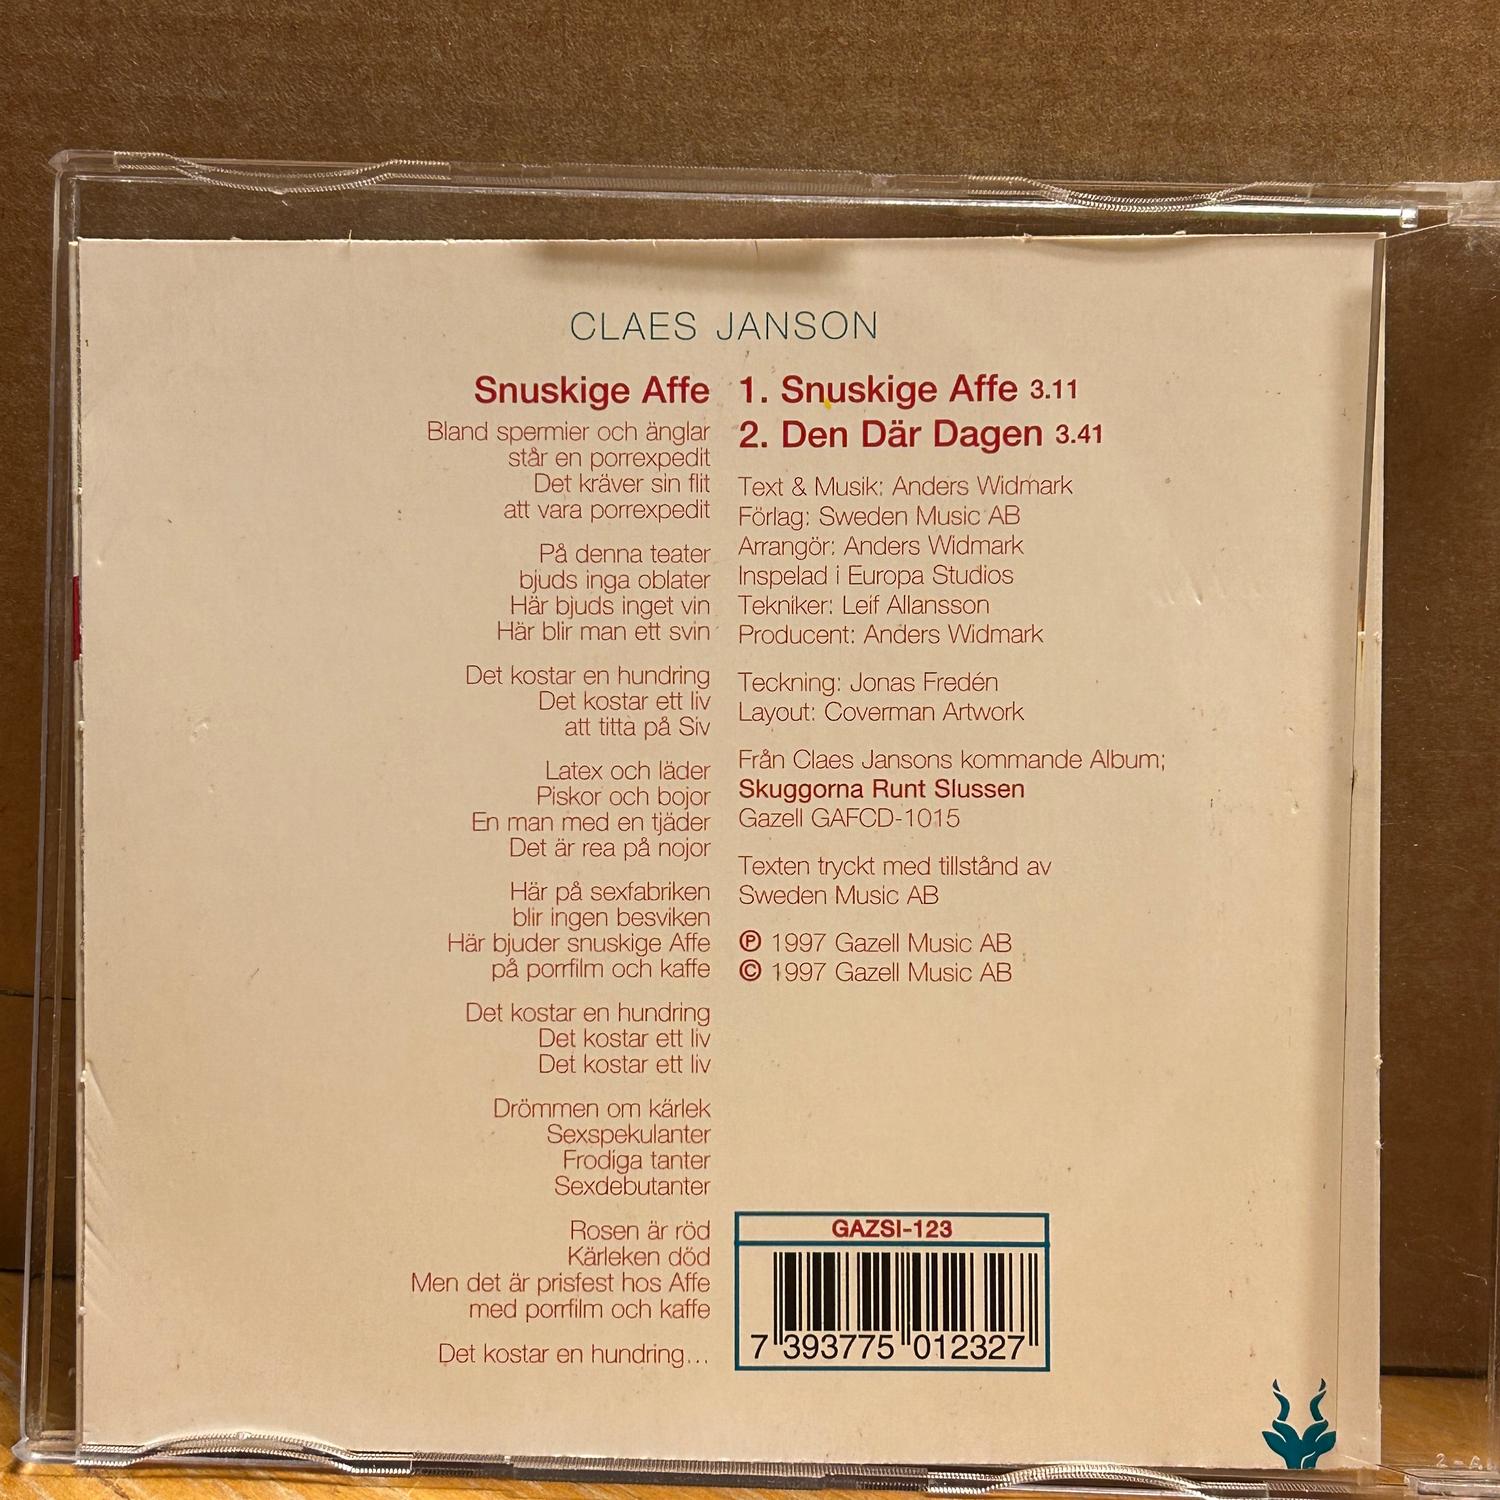 CLAES JANSON
Snuskige Affe
Bland spermier och änglar
står en porrexpedit
Det kräver sin flit
att vara porrexpedit
På denna teater
bjuds inga oblater
Här bjuds inget vin
Här blir man ett svin
Det kostar en hundring
Det kostar ett liv
att titta på Siv
Latex och läder
Piskor och bojor
En man med en tjäder
Det är rea på nojor
Här på sexfabriken
blir ingen besviken
Här bjuder snuskige Affe
på porrfilm och kaffe
Det kostar en hundring
Det kostar ett liv
Det kostar ett liv
Drömmen om kärlek
Sexspekulanter
Frodiga tanter
Sexdebutanter
Rosen är röd
Kärleken död
Men det är prisfest hos Affe
med porrfilm och kaffe
Det kostar en hundring...
1. Snuskige Affe 3.11
2. Den Där Dagen 3.41
Text & Musik: Anders Widmark
Förlag: Sweden Music AB
Arrangör: Anders Widmark
Inspelad i Europa Studios
Tekniker: Leif Allansson
Producent: Anders Widmark
Teckning: Jonas Fredén
Layout: Coverman Artwork
Från Claes Jansons kommande Album;
Skuggorna Runt Slussen
Gazell GAFCD-1015
Texten tryckt med tillstånd av
Sweden Music AB
℗ 1997 Gazell Music AB
© 1997 Gazell Music AB
GAZSI-123
7 393775 012327